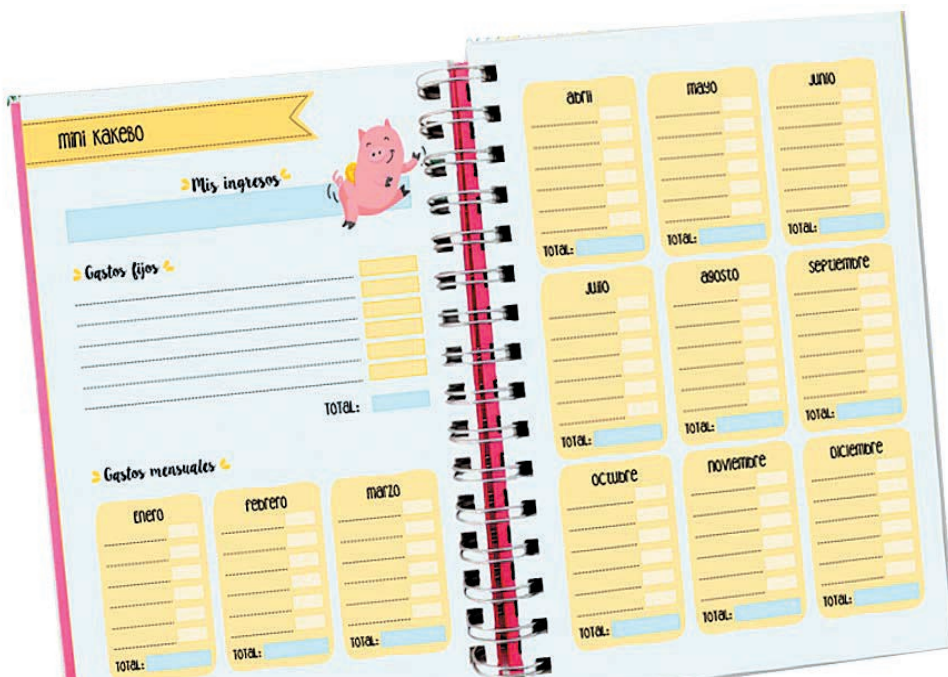 mini Kakebo
Mis ingresos
Gastos fijos
TOTAL:
Gastos mensuales
Enero
Febrero
marzo
TOTAL:
TOTAL:
TOTAL:
abril
mayo
Junio
TOTAL:
TOTAL:
TOTAL:
Julio
agosto
septiembre
TOTAL:
TOTAL:
TOTAL:
octubre
noviembre
Diciembre
TOTAL:
TOTAL:
TOTAL: